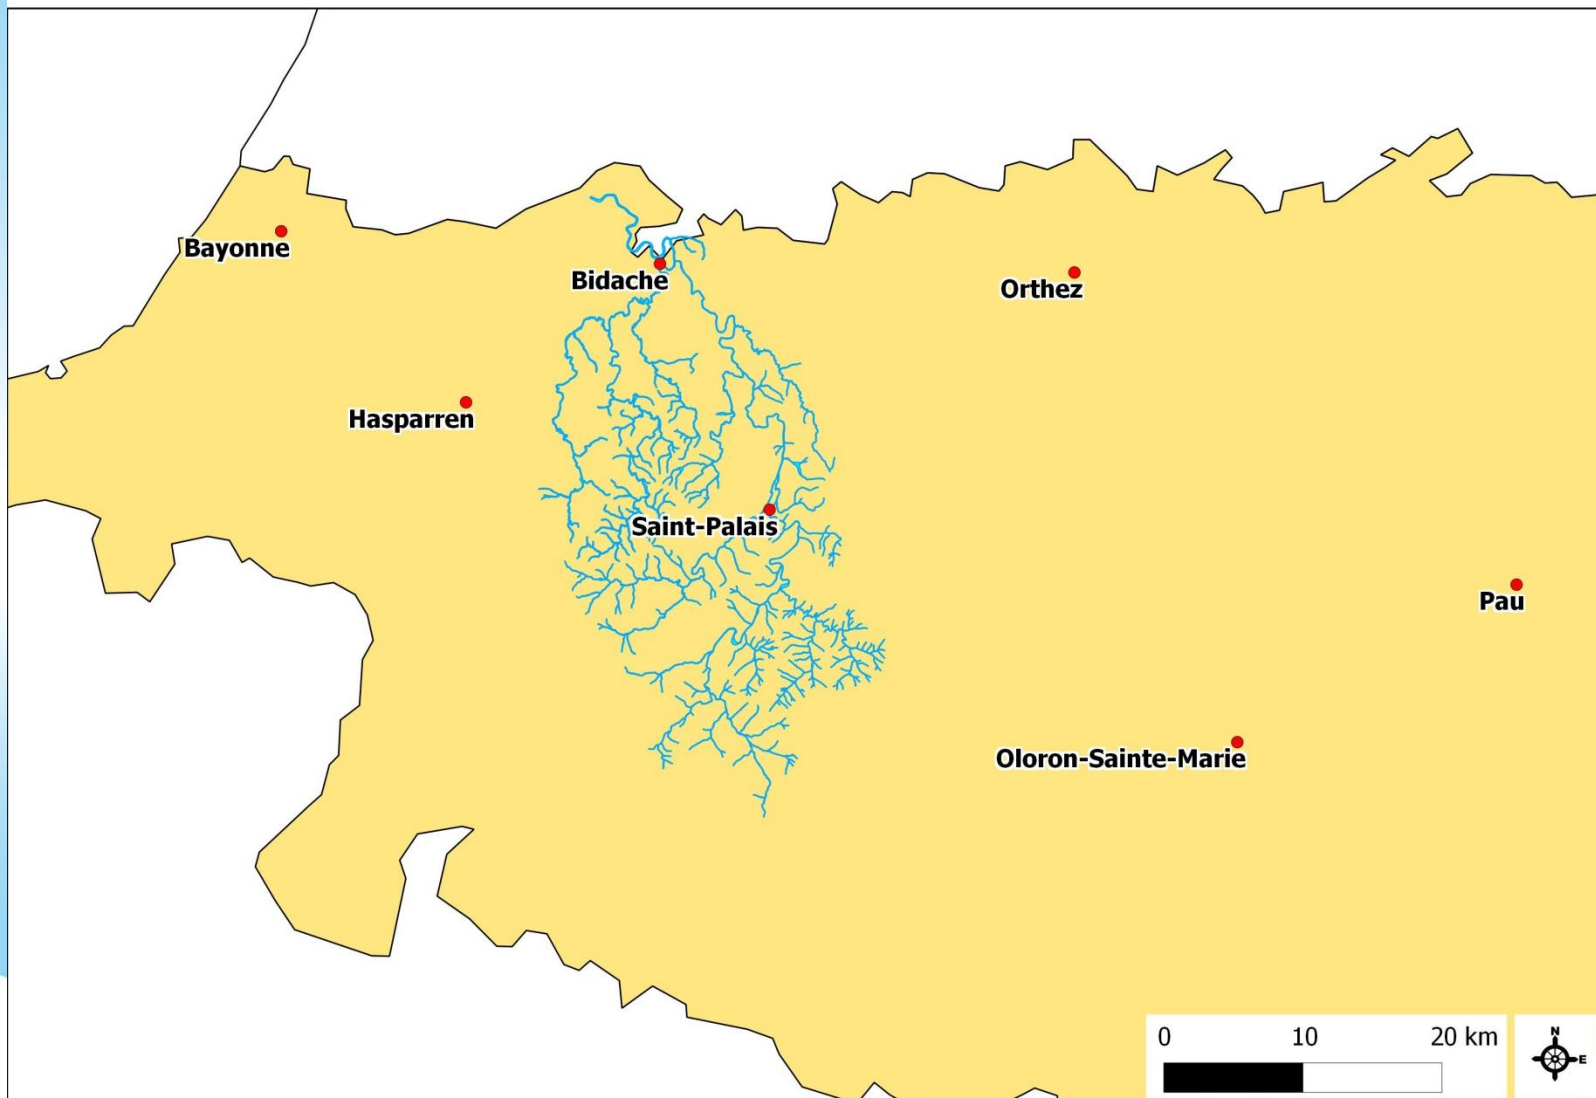 Bayonne
Bidache
Orthez
Hasparren
Saint-Palais
Pau
Oloron-Sainte-Marie
0 10 20 km
N
E